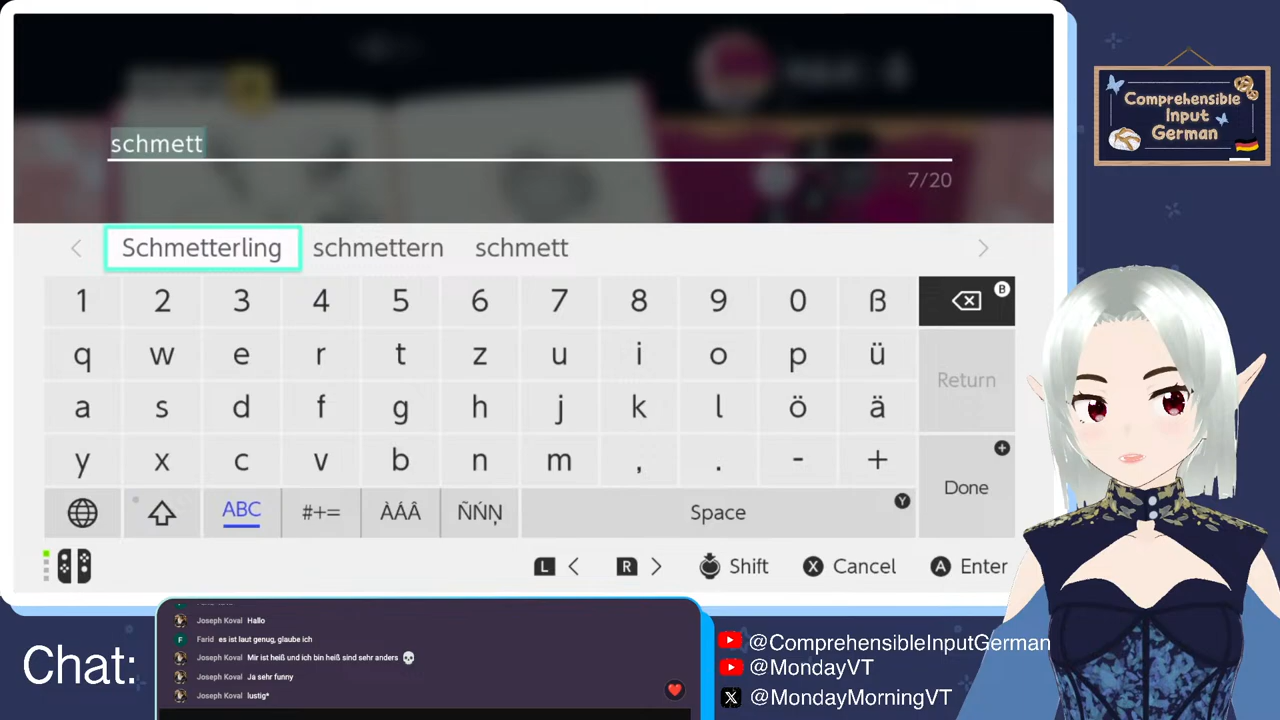 schmett
7/20
Schmetterling schmettern schmett
1 2 3 4 5 6 7 8 9 0 ß B
q w e r t z u i o p ü
Return
a s d f g h j k l ö ä
y x c v b n m , . - +
Done
ABC #+= ÀÁÂ ÑŃŅ Space Y
L < R > Shift X Cancel A Enter
Comprehensible
Input
German
Chat:
Joseph Koval Hallo
Farid es ist laut genug, glaube ich
Joseph Koval Mir ist heiß und ich bin heiß sind sehr anders 💀
Joseph Koval Ja sehr funny
Joseph Koval lustig*
@ComprehensibleInputGerman
@MondayVT
@MondayMorningVT